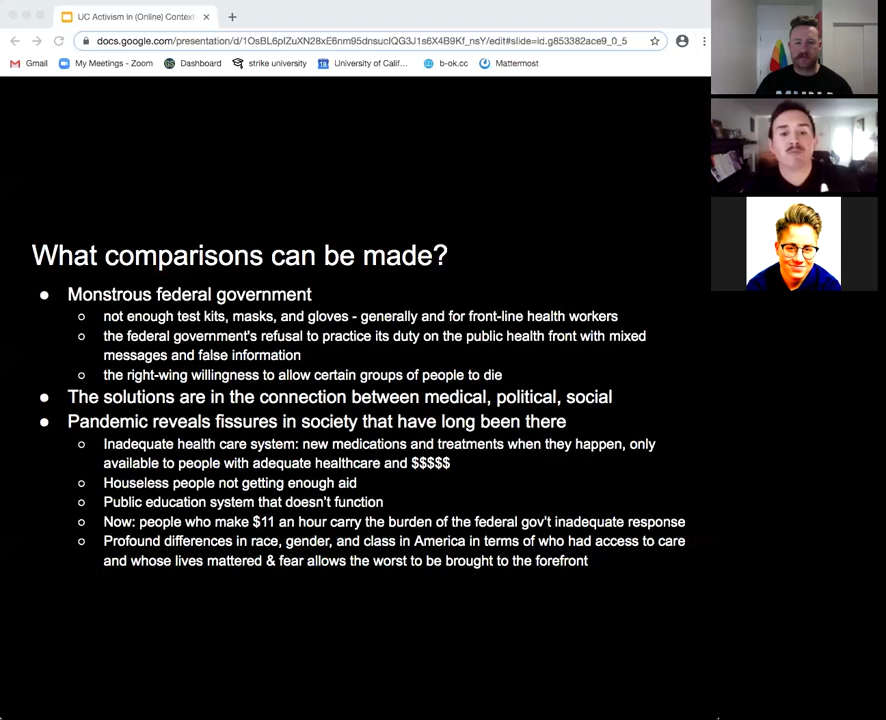 UC Activism In (Online) Context
docs.google.com/presentation/d/1OsBL6pIZuXN28xE6nm95dnsucIQG3J1s6X4B9Kf_nsY/edit#slide=id.g853382ace9_0_5
Gmail
My Meetings - Zoom
Dashboard
strike university
University of Calif...
b-ok.cc
Mattermost
What comparisons can be made?
● Monstrous federal government
○ not enough test kits, masks, and gloves - generally and for front-line health workers
○ the federal government's refusal to practice its duty on the public health front with mixed
messages and false information
○ the right-wing willingness to allow certain groups of people to die
● The solutions are in the connection between medical, political, social
● Pandemic reveals fissures in society that have long been there
○ Inadequate health care system: new medications and treatments when they happen, only
available to people with adequate healthcare and $$$$$
○ Houseless people not getting enough aid
○ Public education system that doesn't function
○ Now: people who make $11 an hour carry the burden of the federal gov't inadequate response
○ Profound differences in race, gender, and class in America in terms of who had access to care
and whose lives mattered & fear allows the worst to be brought to the forefront